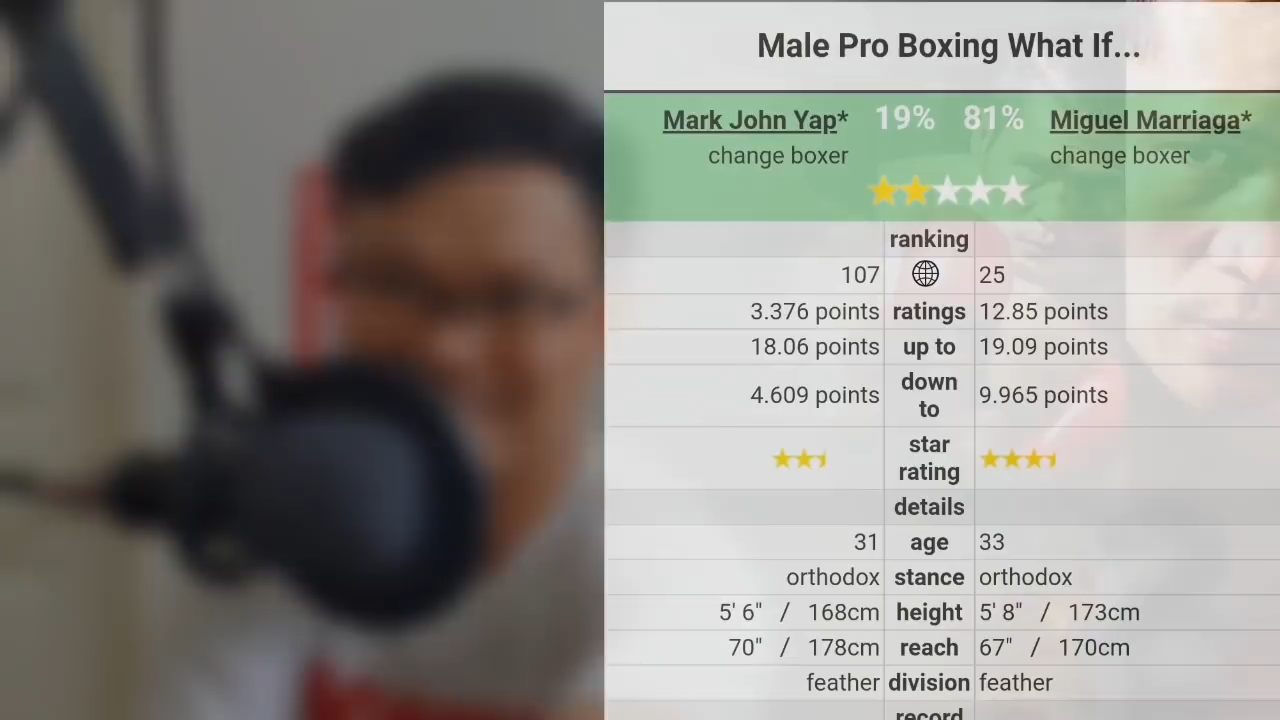 Male Pro Boxing What If...
Mark John Yap* 19% 81% Miguel Marriaga*
change boxer change boxer
ranking
107 25
3.376 points ratings 12.85 points
18.06 points up to 19.09 points
4.609 points down to 9.965 points
star rating
details
31 age 33
orthodox stance orthodox
5' 6" / 168cm height 5' 8" / 173cm
70" / 178cm reach 67" / 170cm
feather division feather
record